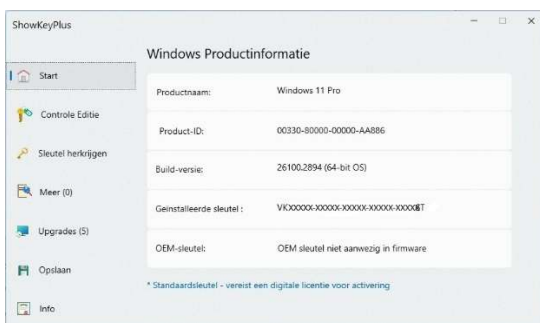 ShowKeyPlus
Windows Productinformatie
Start
Productnaam: Windows 11 Pro
Controle Editie
Product-ID: 00330-80000-00000-AA886
Sleutel herkrijgen
Build-versie: 26100.2894 (64-bit OS)
Meer (0)
Geïnstalleerde sleutel : VKXXXXX-XXXXX-XXXXX-XXXXX-XXXX6T
Upgrades (5)
OEM-sleutel: OEM sleutel niet aanwezig in firmware
Opslaan
* Standaardsleutel - vereist een digitale licentie voor activering
Info